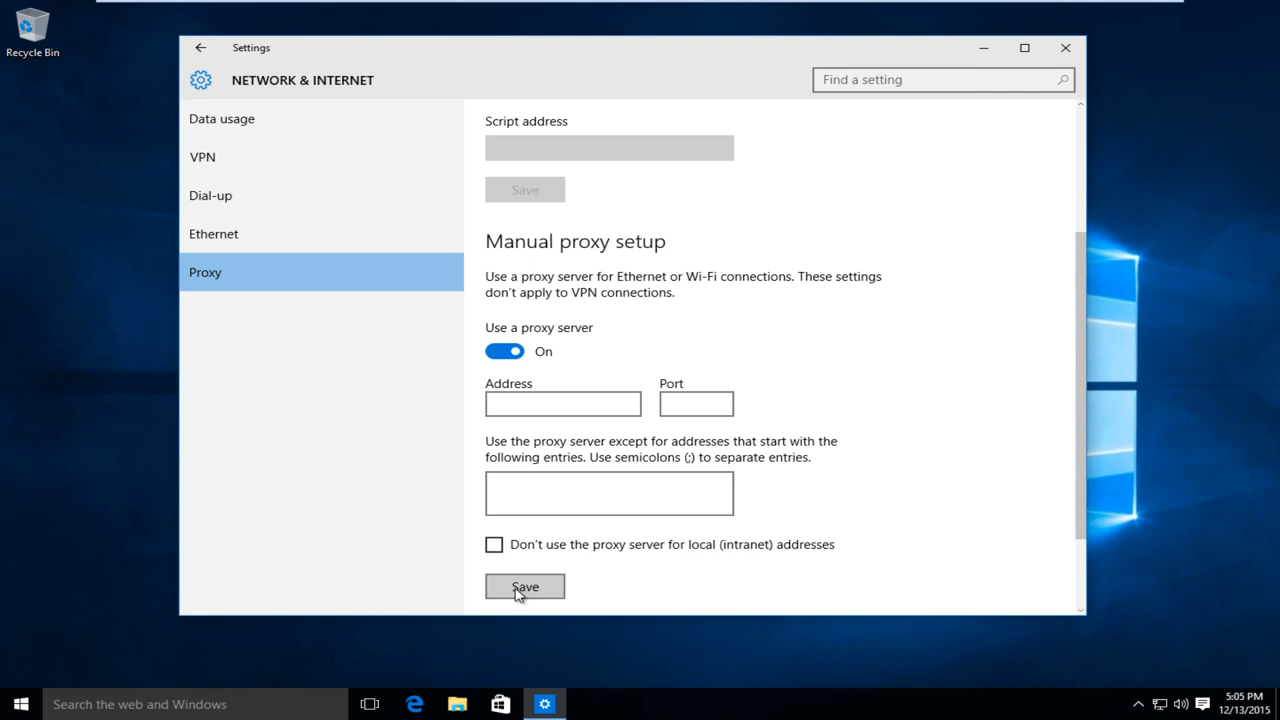 Recycle Bin
Settings
NETWORK & INTERNET
Find a setting
Data usage
VPN
Dial-up
Ethernet
Proxy
Script address
Save
Manual proxy setup
Use a proxy server for Ethernet or Wi-Fi connections. These settings
don't apply to VPN connections.
Use a proxy server
On
Address Port
Use the proxy server except for addresses that start with the
following entries. Use semicolons (;) to separate entries.
Don't use the proxy server for local (intranet) addresses
Save
Search the web and Windows
5:05 PM
12/13/2015